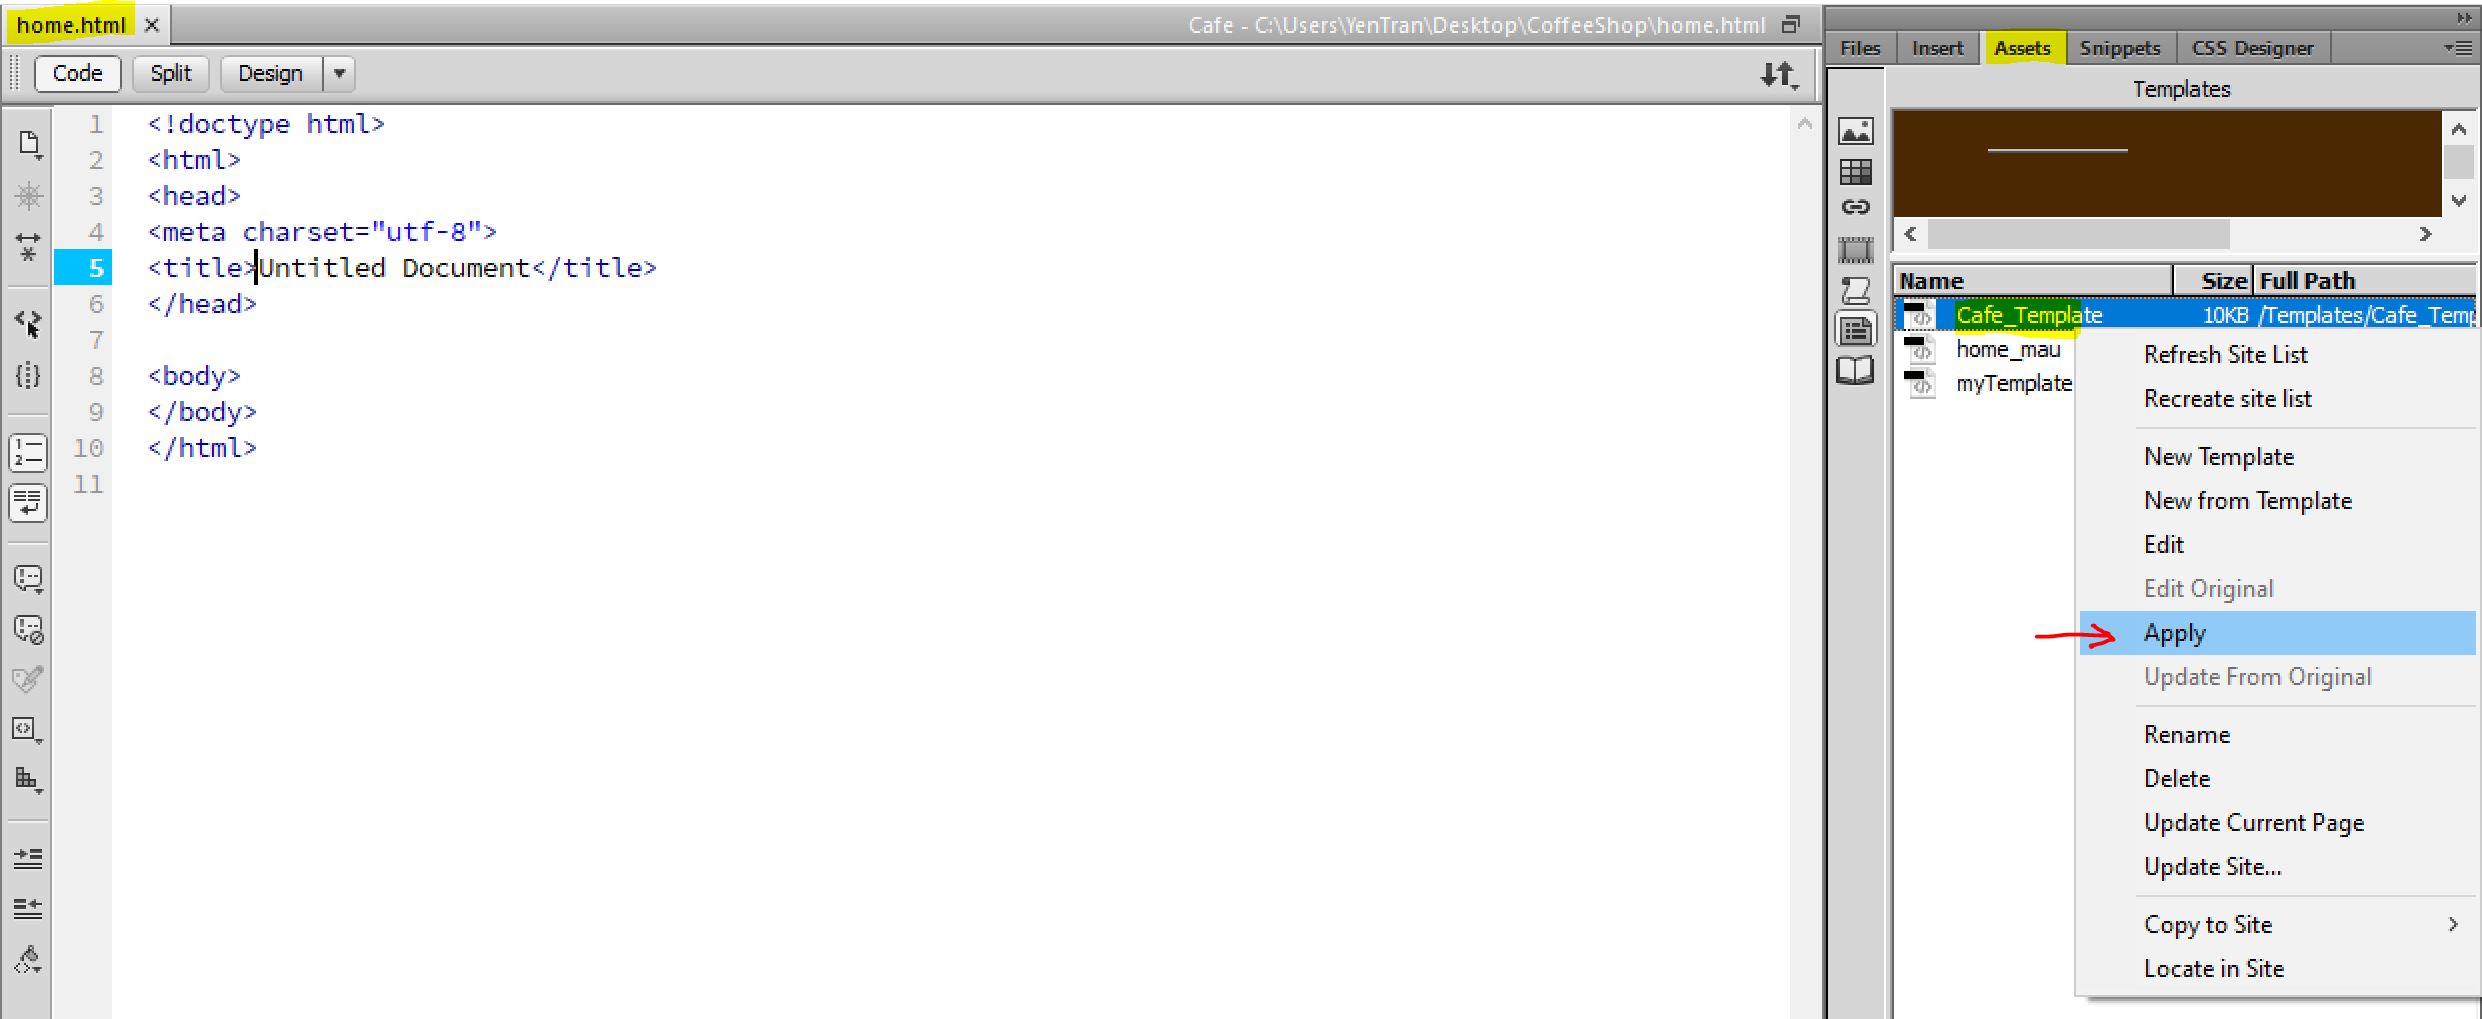 home.html ×
Cafe - C:\Users\YenTran\Desktop\CoffeeShop\home.html
Code Split Design
1 <!doctype html>
2 <html>
3 <head>
4 <meta charset="utf-8">
5 <title>Untitled Document</title>
6 </head>
7
8 <body>
9 </body>
10 </html>
11
Files Insert Assets Snippets CSS Designer
Templates
Name Size Full Path
Cafe_Template 10KB /Templates/Cafe_Temp
home_mau
myTemplate
Refresh Site List
Recreate site list
New Template
New from Template
Edit
Edit Original
Apply
Update From Original
Rename
Delete
Update Current Page
Update Site...
Copy to Site
Locate in Site